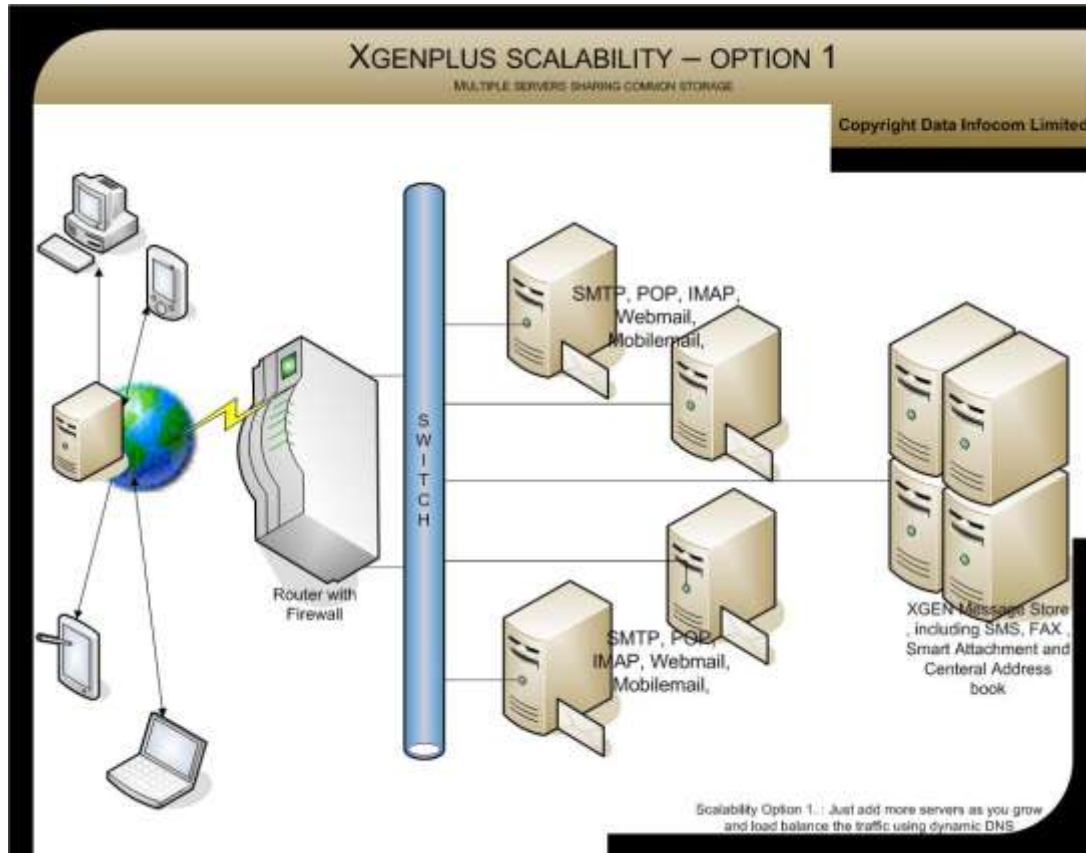 XGENPLUS SCALABILITY – OPTION 1
MULTIPLE SERVERS SHARING COMMON STORAGE
Copyright Data Infocom Limited
SMTP, POP, IMAP,
Webmail,
Mobilemail,
SWITCH
Router with
Firewall
SMTP, POP,
IMAP, Webmail,
Mobilemail,
XGEN Message Store
, including SMS, FAX ,
Smart Attachment and
Centeral Address
book
Scalability Option 1. : Just add more servers as you grow
and load balance the traffic using dynamic DNS